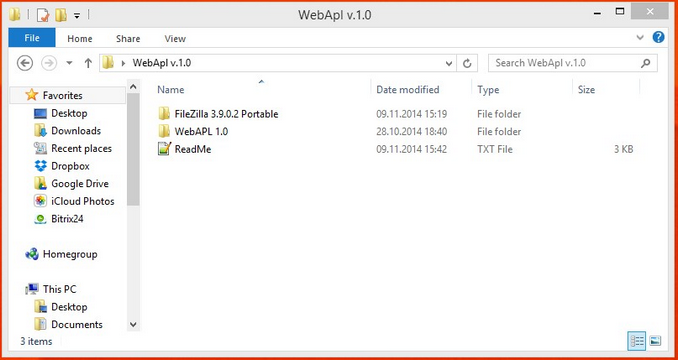 WebApl v.1.0
File Home Share View
WebApl v.1.0 Search WebApl v.1.0
Name Date modified Type Size
Favorites
Desktop
Downloads
Recent places
Dropbox
Google Drive
iCloud Photos
Bitrix24
Homegroup
This PC
Desktop
Documents
FileZilla 3.9.0.2 Portable 09.11.2014 15:19 File folder
WebAPL 1.0 28.10.2014 18:40 File folder
ReadMe 09.11.2014 15:42 TXT File 3 KB
3 items